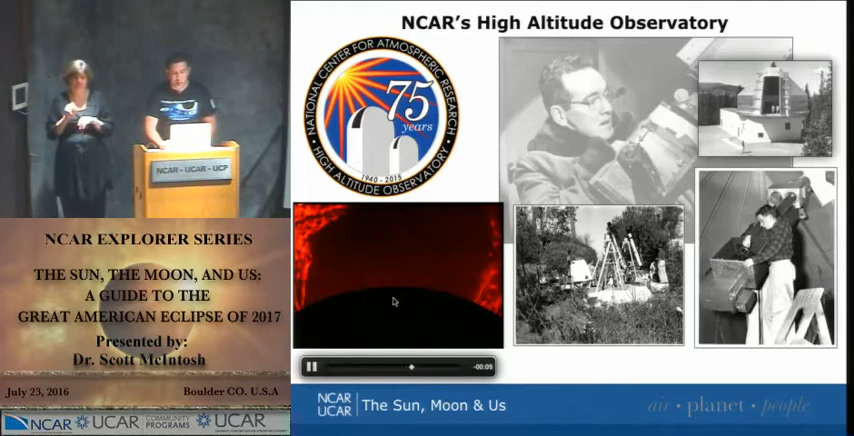 NCAR's High Altitude Observatory
NATIONAL CENTER FOR ATMOSPHERIC RESEARCH
75
years
1940 - 2015
HIGH ALTITUDE OBSERVATORY
NCAR - UCAR - UCP
NCAR EXPLORER SERIES
THE SUN, THE MOON, AND US:
A GUIDE TO THE
GREAT AMERICAN ECLIPSE OF 2017
Presented by:
Dr. Scott McIntosh
July 23, 2016 Boulder CO. U.S.A
NCAR UCAR COMMUNITY PROGRAMS UCAR
-00:05
NCAR
UCAR
The Sun, Moon & Us
air • planet • people